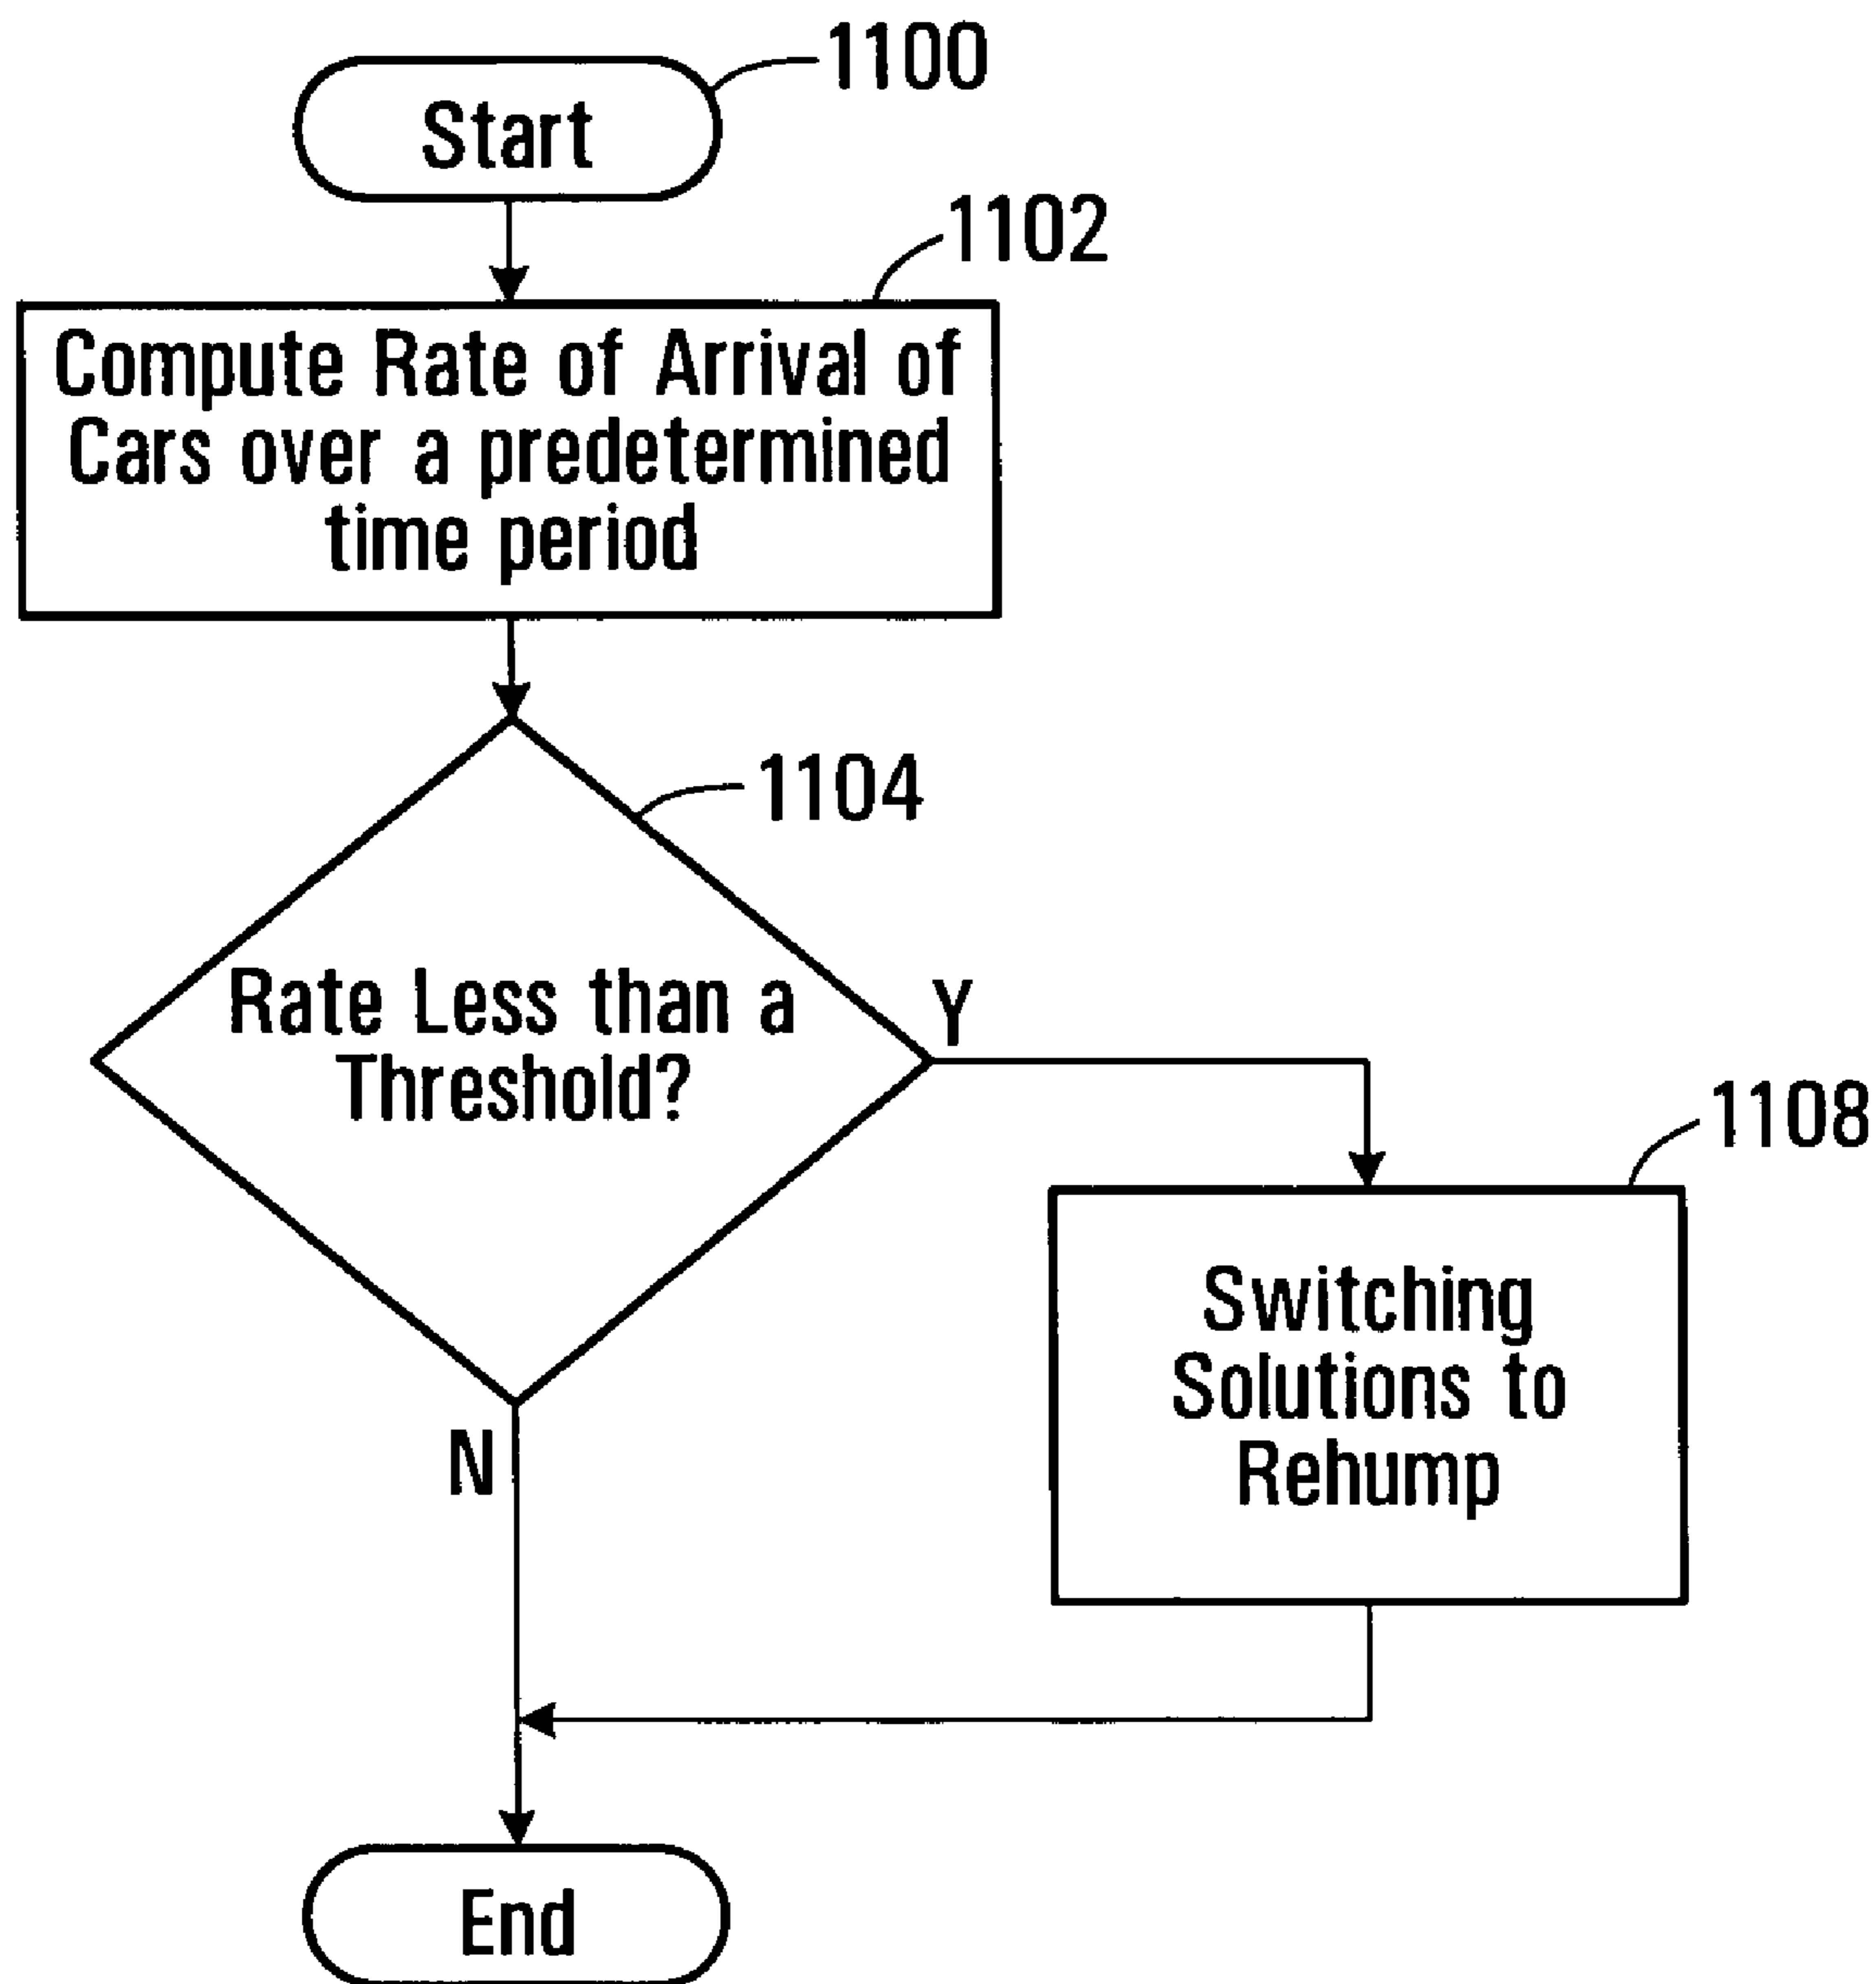 1100
Start
1102
Compute Rate of Arrival of
Cars over a predetermined
time period
1104
Rate Less than a
Threshold?
Y
1108
Switching
Solutions to
Rehump
N
End